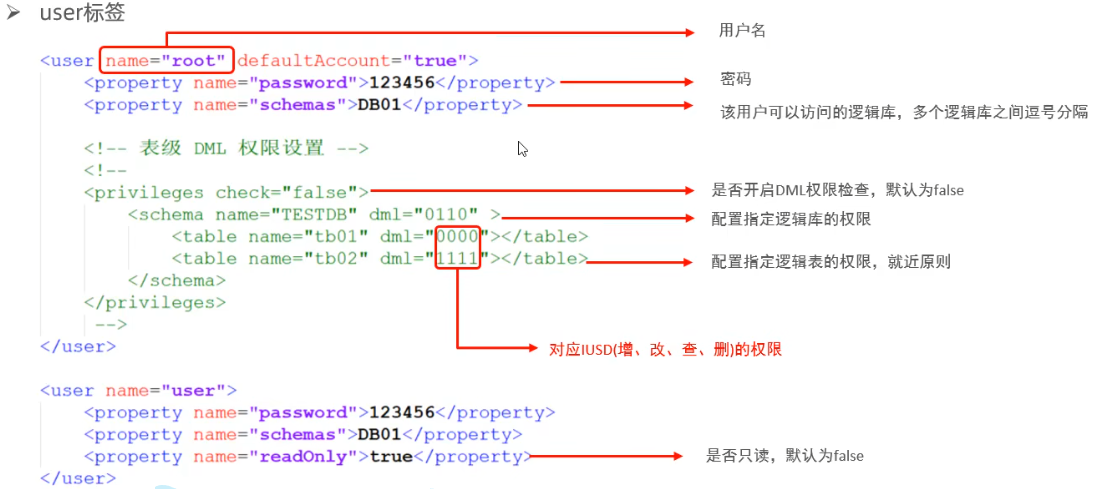 ➢ user标签
用户名
<user name="root" defaultAccount="true">
<property name="password">123456</property>
密码
<property name="schemas">DB01</property>
该用户可以访问的逻辑库，多个逻辑库之间逗号分隔
<!-- 表级 DML 权限设置 -->
<!--
<privileges check="false">
是否开启DML权限检查，默认为false
<schema name="TESTDB" dml="0110" >
配置指定逻辑库的权限
<table name="tb01" dml="0000"></table>
<table name="tb02" dml="1111"></table>
配置指定逻辑表的权限，就近原则
</schema>
</privileges>
-->
</user>
对应IUSD(增、改、查、删)的权限
<user name="user">
<property name="password">123456</property>
<property name="schemas">DB01</property>
<property name="readOnly">true</property>
是否只读，默认为false
</user>